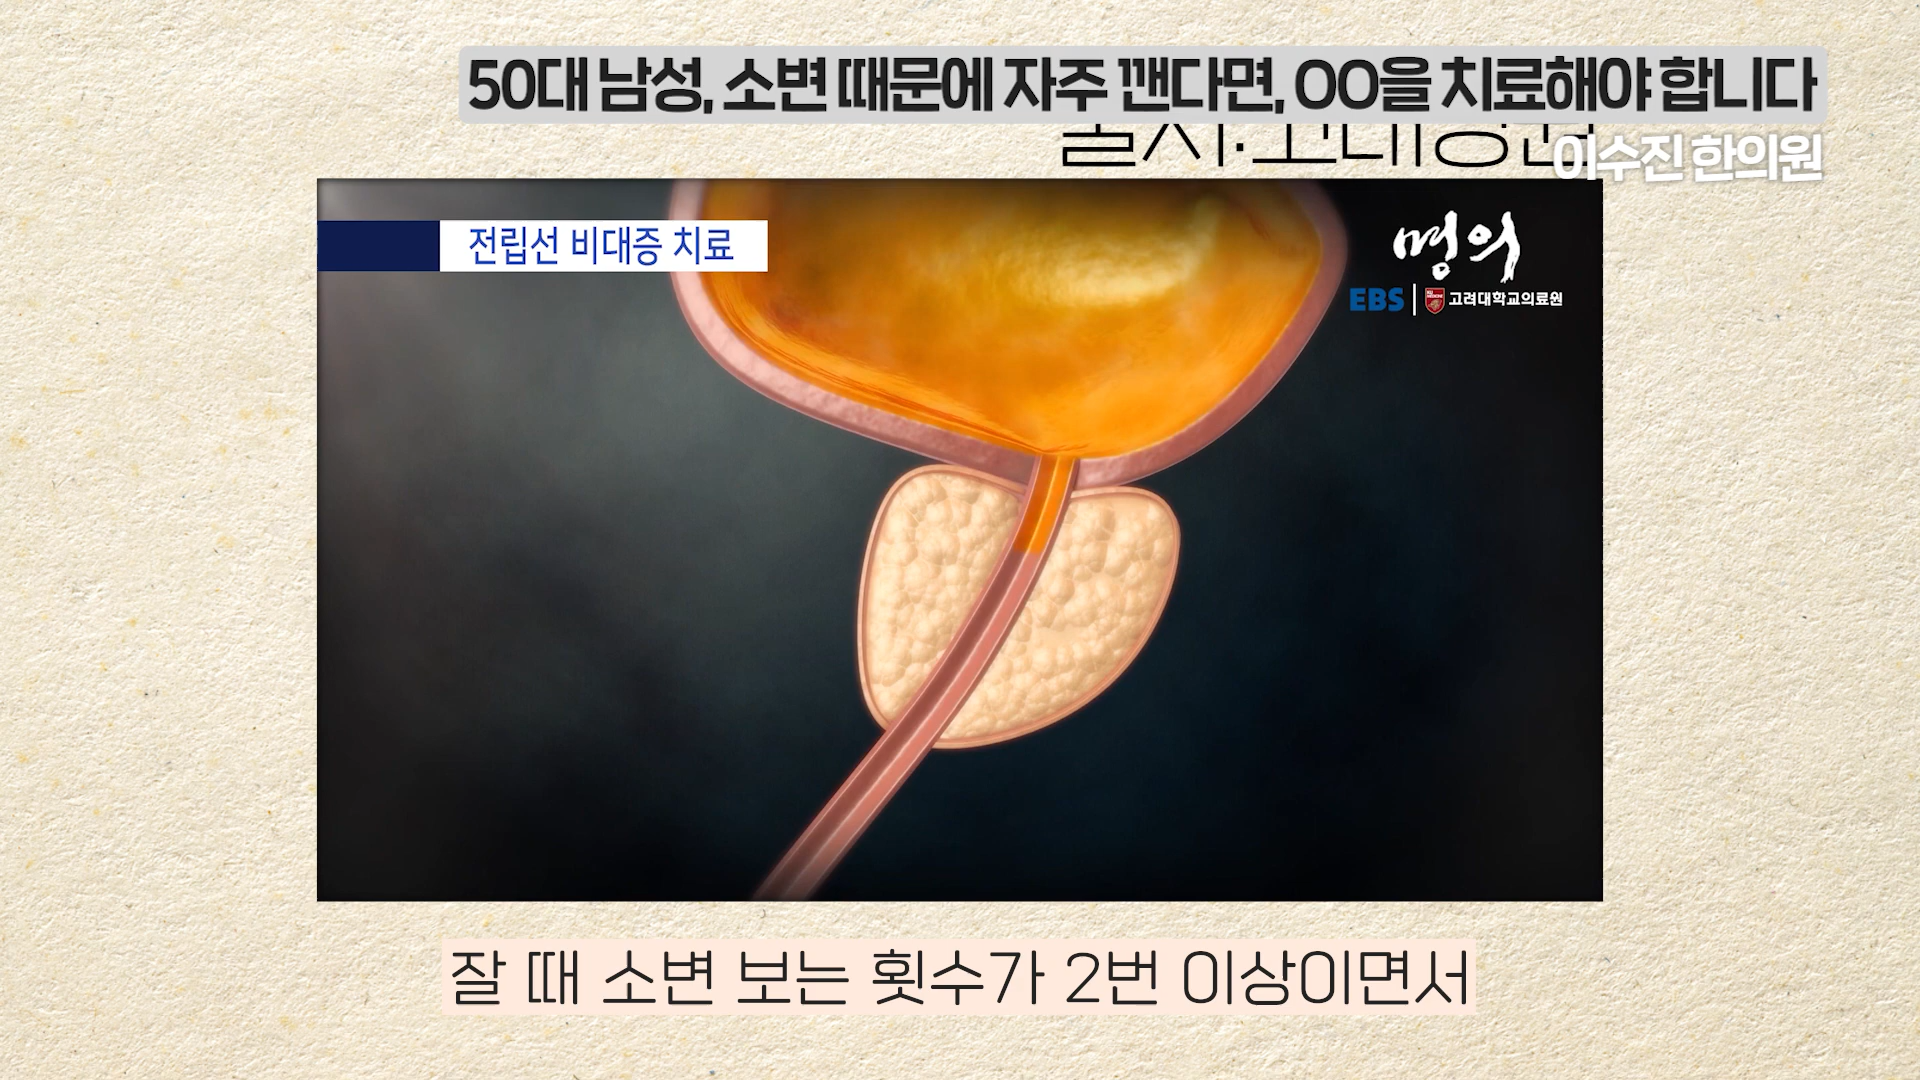 50대 남성, 소변 때문에 자주 깬다면, OO을 치료해야 합니다
이수진 한의원
전립선 비대증 치료
명의
EBS 고려대학교의료원
잘 때 소변 보는 횟수가 2번 이상이면서